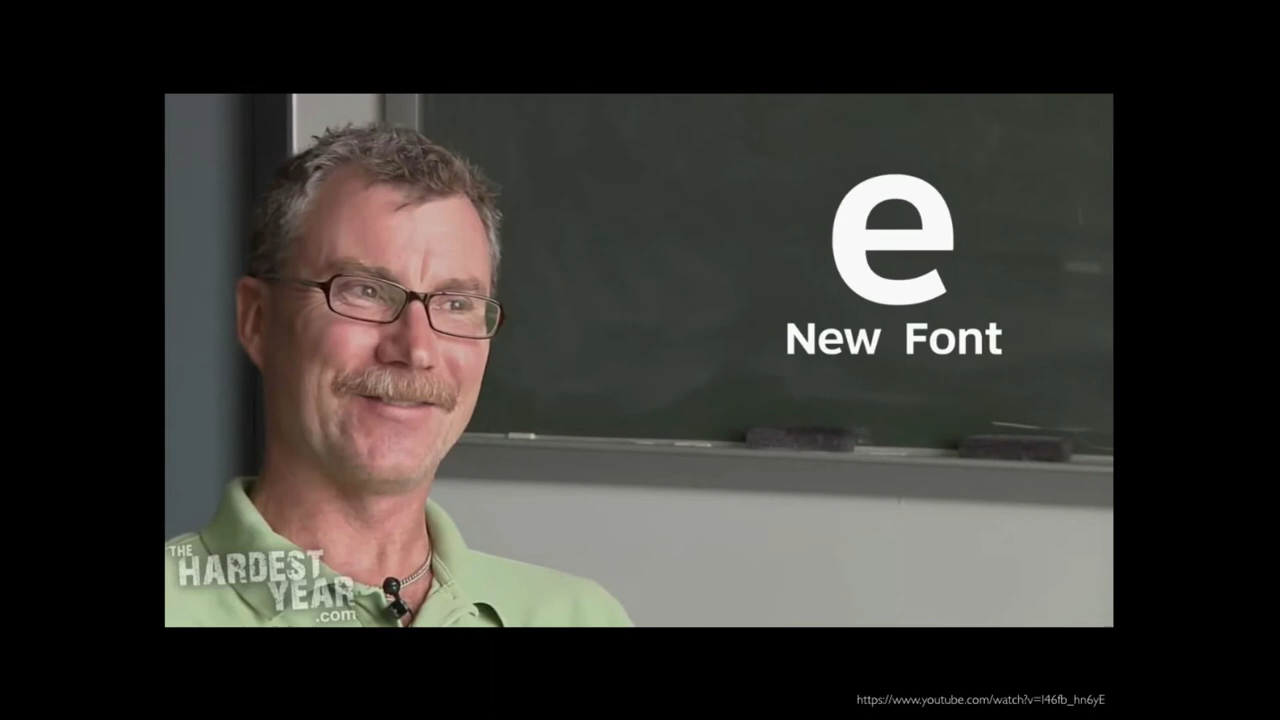 e
New Font
THE
HARDEST
YEAR
.com
https://www.youtube.com/watch?v=l46fb_hn6yE